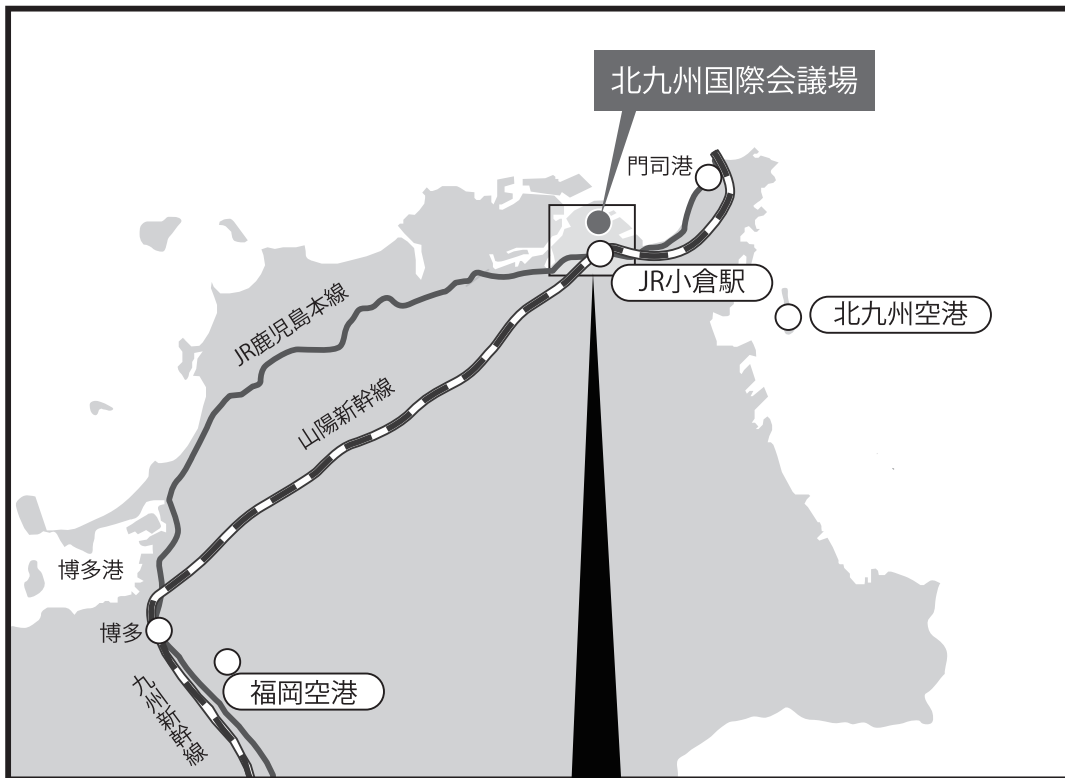 北九州国際会議場
門司港
JR小倉駅
北九州空港
JR鹿児島本線
山陽新幹線
博多港
博多
福岡空港
九州新幹線